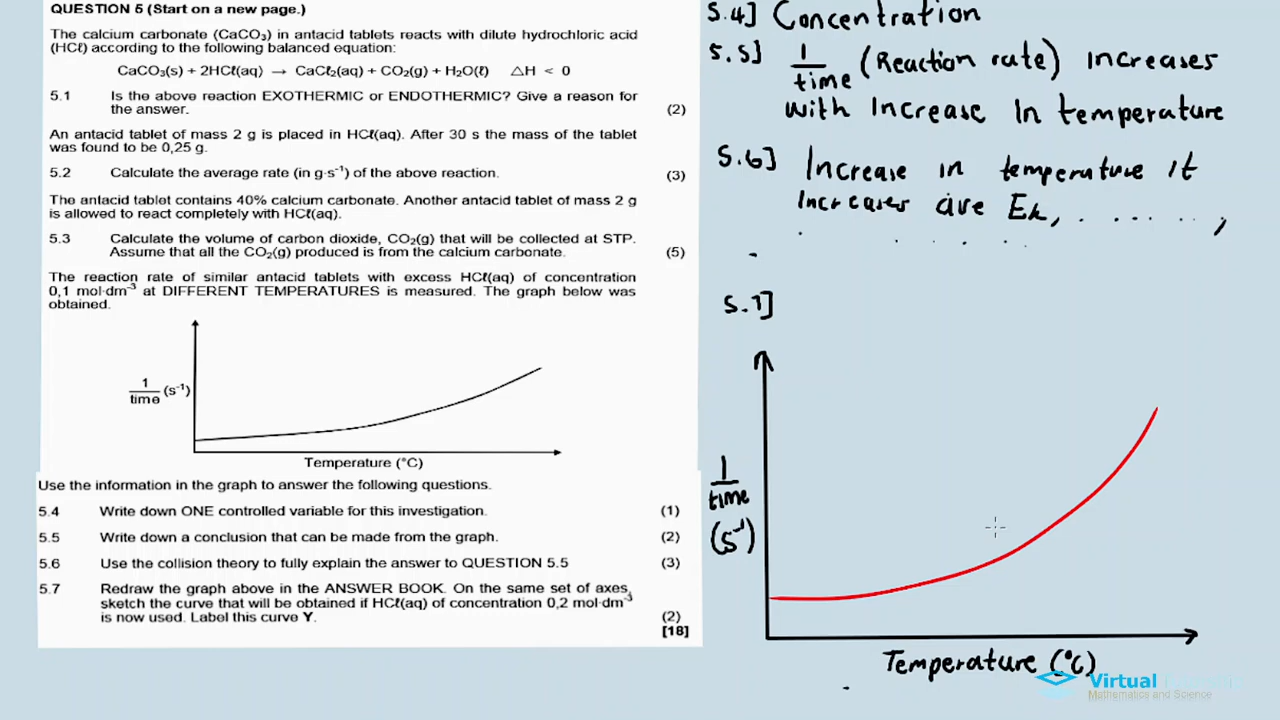 QUESTION 5 (Start on a new page.)
The calcium carbonate (CaCO₃) in antacid tablets reacts with dilute hydrochloric acid
(HCℓ) according to the following balanced equation:
CaCO₃(s) + 2HCℓ(aq) → CaCℓ₂(aq) + CO₂(g) + H₂O(ℓ) △H < 0
5.1 Is the above reaction EXOTHERMIC or ENDOTHERMIC? Give a reason for
the answer. (2)
An antacid tablet of mass 2 g is placed in HCℓ(aq). After 30 s the mass of the tablet
was found to be 0,25 g.
5.2 Calculate the average rate (in g·s⁻¹) of the above reaction. (3)
The antacid tablet contains 40% calcium carbonate. Another antacid tablet of mass 2 g
is allowed to react completely with HCℓ(aq).
5.3 Calculate the volume of carbon dioxide, CO₂(g) that will be collected at STP.
Assume that all the CO₂(g) produced is from the calcium carbonate. (5)
The reaction rate of similar antacid tablets with excess HCℓ(aq) of concentration
0,1 mol·dm⁻³ at DIFFERENT TEMPERATURES is measured. The graph below was
obtained.
1
time (s⁻¹)
Temperature (°C)
Use the information in the graph to answer the following questions.
5.4 Write down ONE controlled variable for this investigation. (1)
5.5 Write down a conclusion that can be made from the graph. (2)
5.6 Use the collision theory to fully explain the answer to QUESTION 5.5 (3)
5.7 Redraw the graph above in the ANSWER BOOK. On the same set of axes,
sketch the curve that will be obtained if HCℓ(aq) of concentration 0,2 mol·dm⁻³
is now used. Label this curve Y. (2)
[18]
5.4] Concentration
5.5] 1
time (Reaction rate) Increases
with Increase In temperature
5.6] Increase in temperature it
Increases ave Ek, . . . . . . ,
5.7]
1
time
(s⁻¹)
Temperature (°C)
Virtual
Mathematics and Science